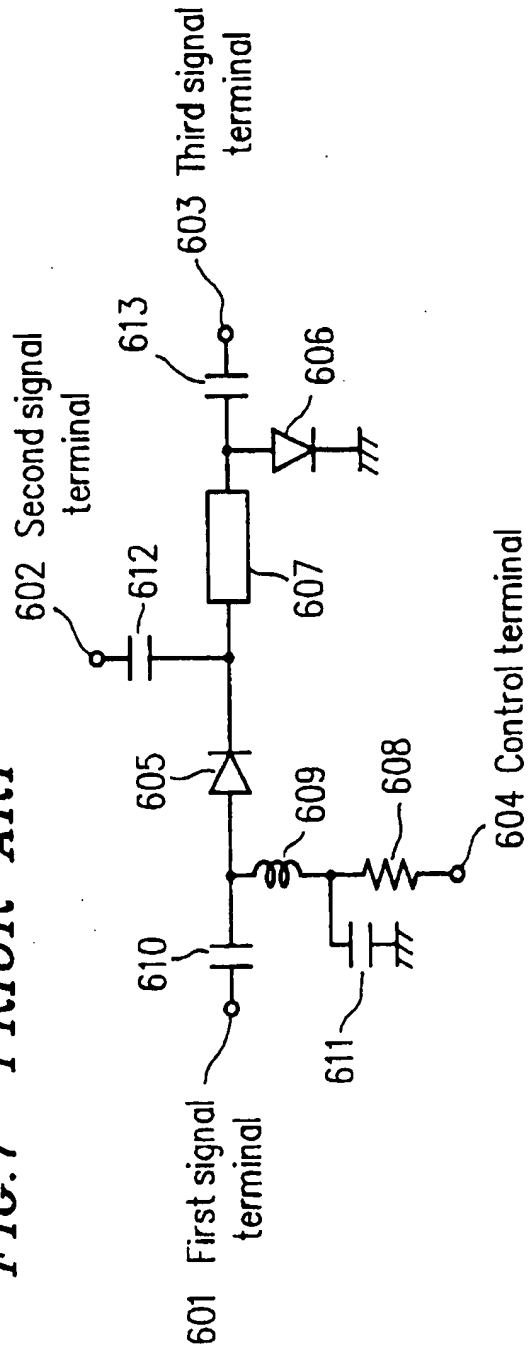 FIG.7 PRIOR ART
602 Second signal
terminal
612
613
603 Third signal
terminal
605
610
607
606
601 First signal
terminal
609
608
611
604 Control terminal